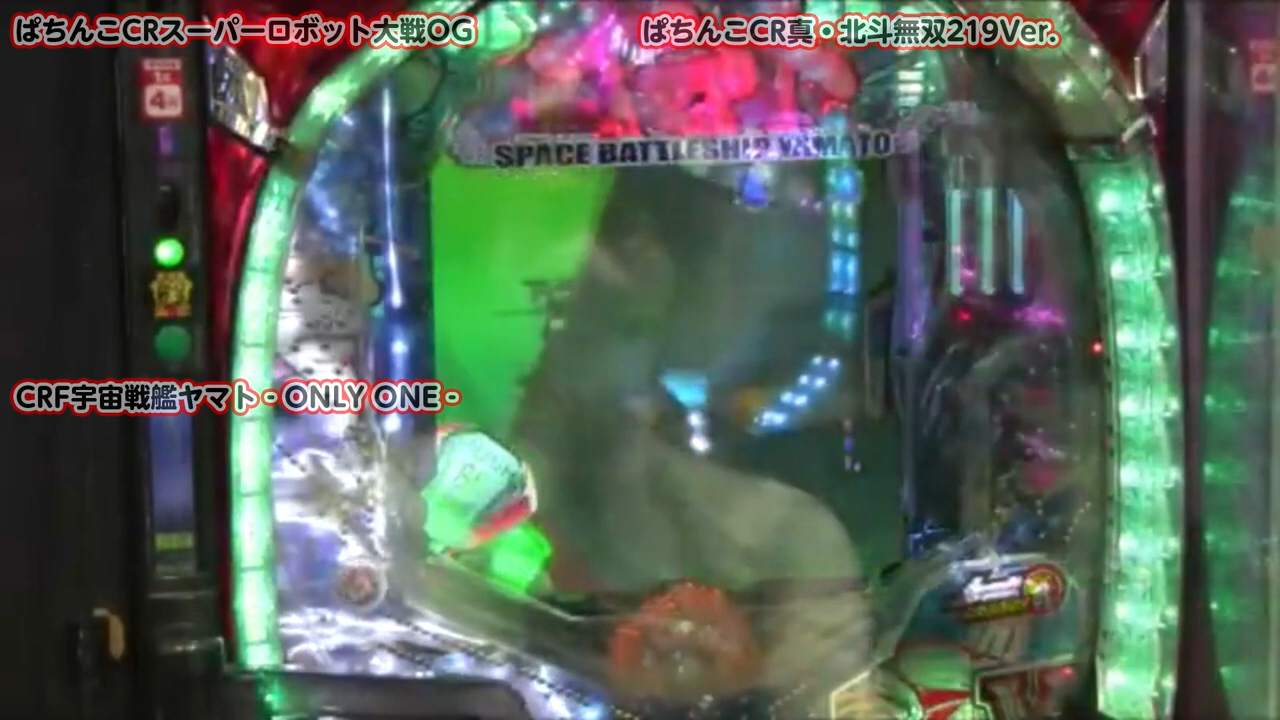 ぱちんこCRスーパーロボット大戦OG
ぱちんこCR真・北斗無双219Ver.
4
SPACE BATTLESHIP YAMATO
CRF宇宙戦艦ヤマト - ONLY ONE -